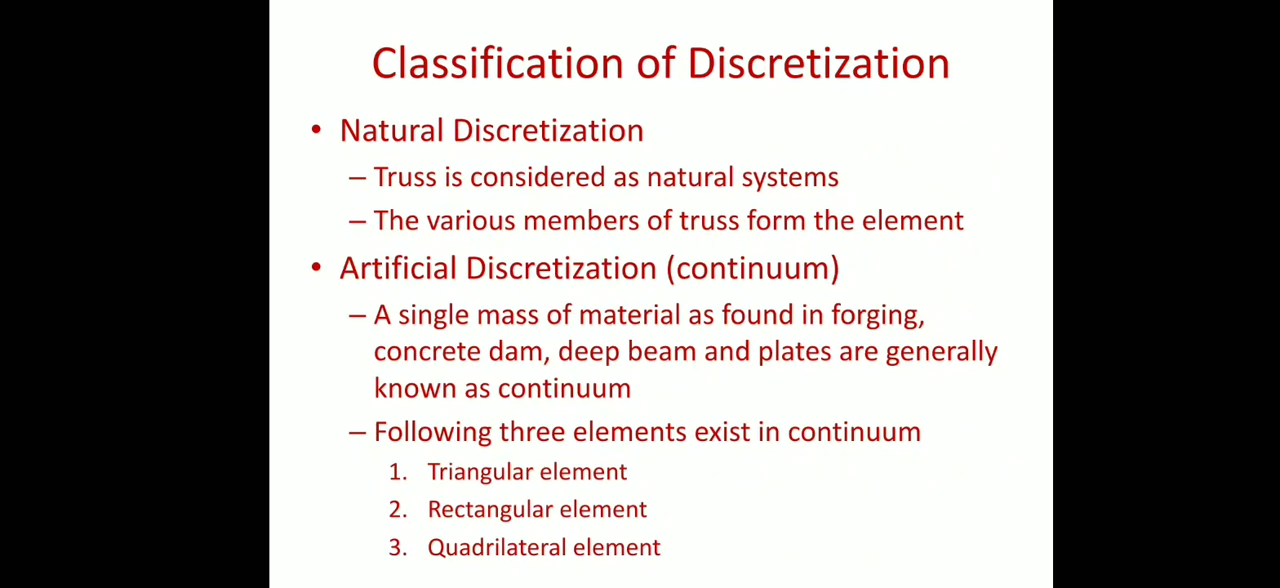 Classification of Discretization
• Natural Discretization
– Truss is considered as natural systems
– The various members of truss form the element
• Artificial Discretization (continuum)
– A single mass of material as found in forging,
concrete dam, deep beam and plates are generally
known as continuum
– Following three elements exist in continuum
1. Triangular element
2. Rectangular element
3. Quadrilateral element